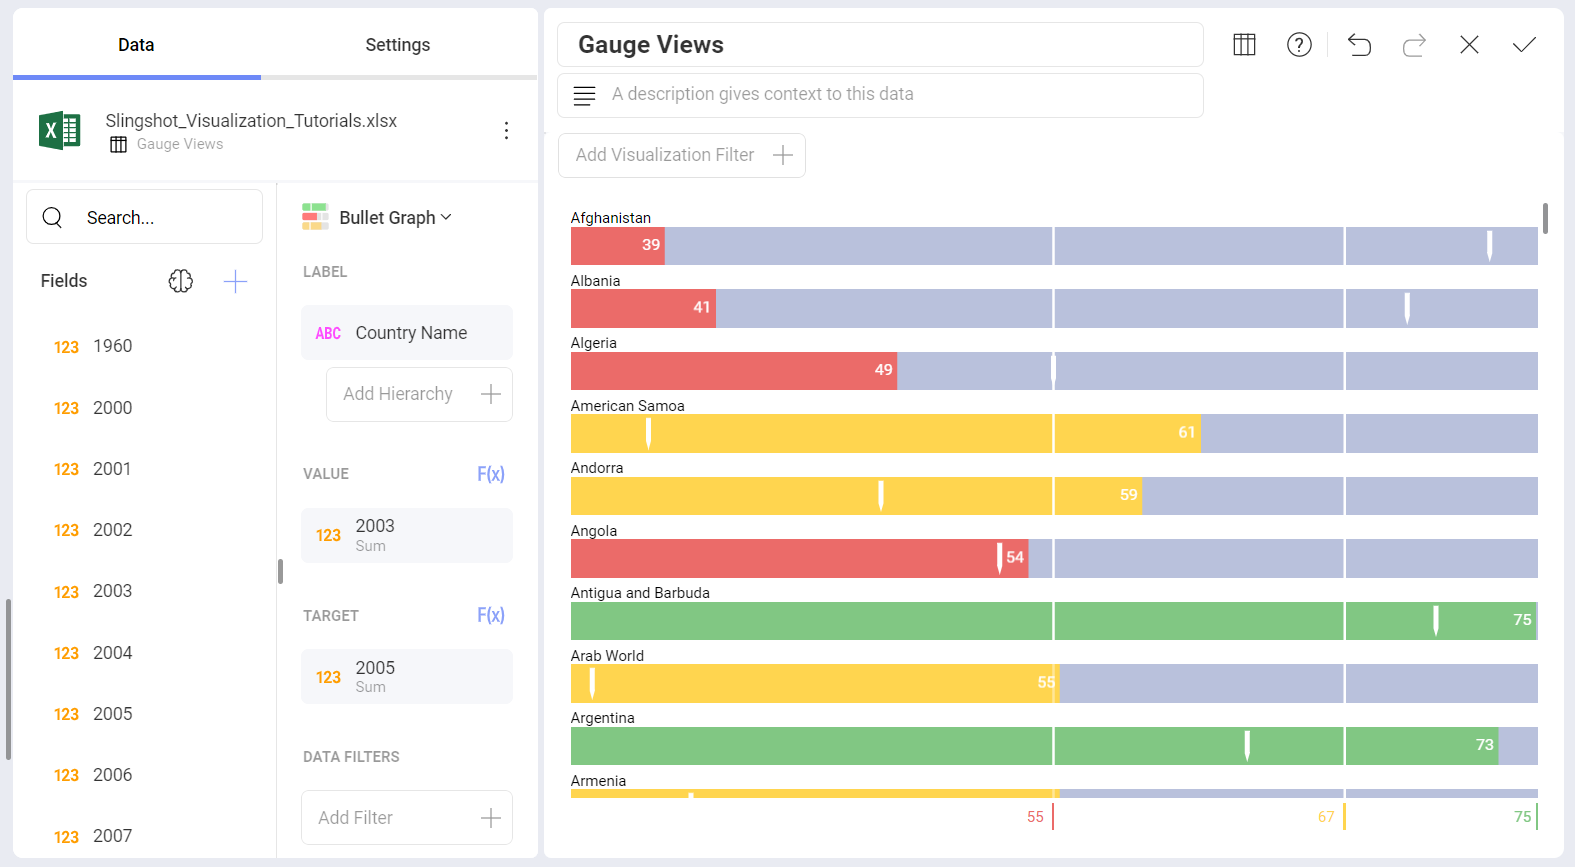 Data
Settings
Slingshot_Visualization_Tutorials.xlsx
Gauge Views
Search...
Fields
123 1960
123 2000
123 2001
123 2002
123 2003
123 2004
123 2005
123 2006
123 2007
Bullet Graph
LABEL
ABC Country Name
Add Hierarchy
VALUE F(x)
123 2003
Sum
TARGET F(x)
123 2005
Sum
DATA FILTERS
Add Filter
Gauge Views
?
A description gives context to this data
Add Visualization Filter
Afghanistan
39
Albania
41
Algeria
49
American Samoa
61
Andorra
59
Angola
54
Antigua and Barbuda
75
Arab World
55
Argentina
73
Armenia
55 67 75